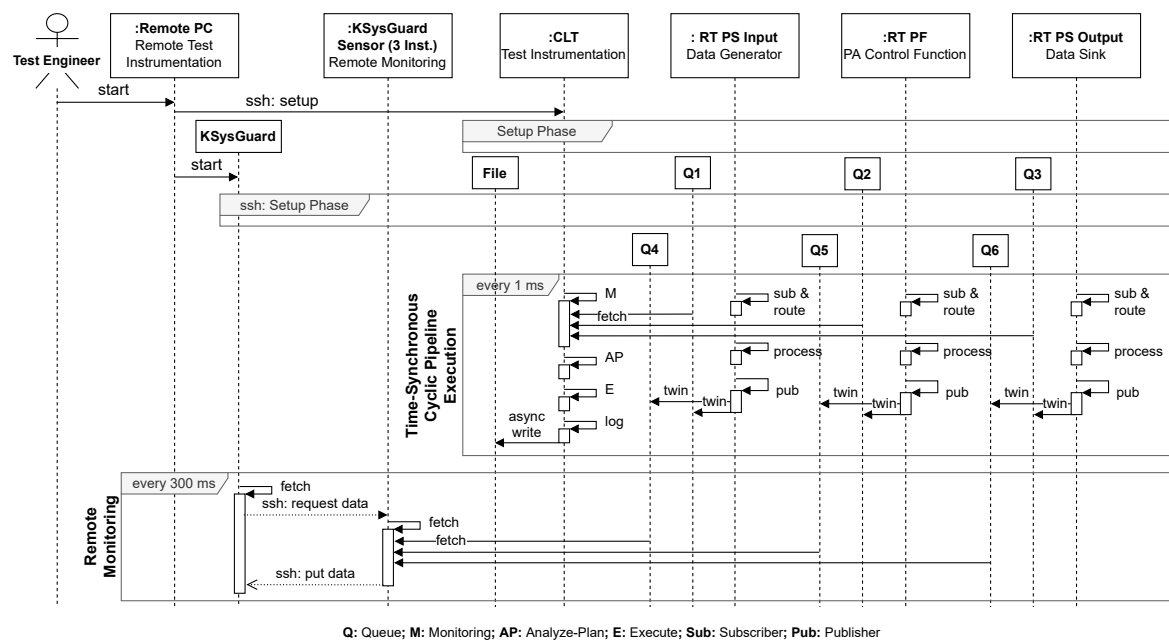 Test Engineer
:Remote PC
Remote Test
Instrumentation
:KSysGuard
Sensor (3 Inst.)
Remote Monitoring
:CLT
Test Instrumentation
: RT PS Input
Data Generator
:RT PF
PA Control Function
:RT PS Output
Data Sink
start
ssh: setup
KSysGuard
Setup Phase
start
File
Q1
Q2
Q3
ssh: Setup Phase
Q4
Q5
Q6
Time-Synchronous
Cyclic Pipeline
Execution
every 1 ms
M
fetch
AP
E
log
async
write
sub &
route
process
pub
twin
twin
sub &
route
process
pub
twin
twin
sub &
route
process
pub
twin
twin
Remote
Monitoring
every 300 ms
fetch
ssh: request data
fetch
fetch
ssh: put data
Q: Queue; M: Monitoring; AP: Analyze-Plan; E: Execute; Sub: Subscriber; Pub: Publisher